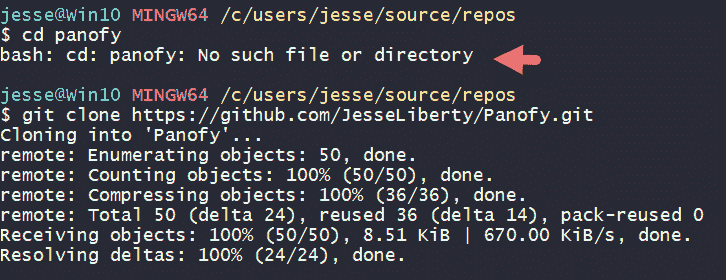 jesse@Win10 MINGW64 /c/users/jesse/source/repos
$ cd panofy
bash: cd: panofy: No such file or directory
jesse@Win10 MINGW64 /c/users/jesse/source/repos
$ git clone https://github.com/JesseLiberty/Panofy.git
Cloning into 'Panofy'...
remote: Enumerating objects: 50, done.
remote: Counting objects: 100% (50/50), done.
remote: Compressing objects: 100% (36/36), done.
remote: Total 50 (delta 24), reused 36 (delta 14), pack-reused 0
Receiving objects: 100% (50/50), 8.51 KiB | 670.00 KiB/s, done.
Resolving deltas: 100% (24/24), done.